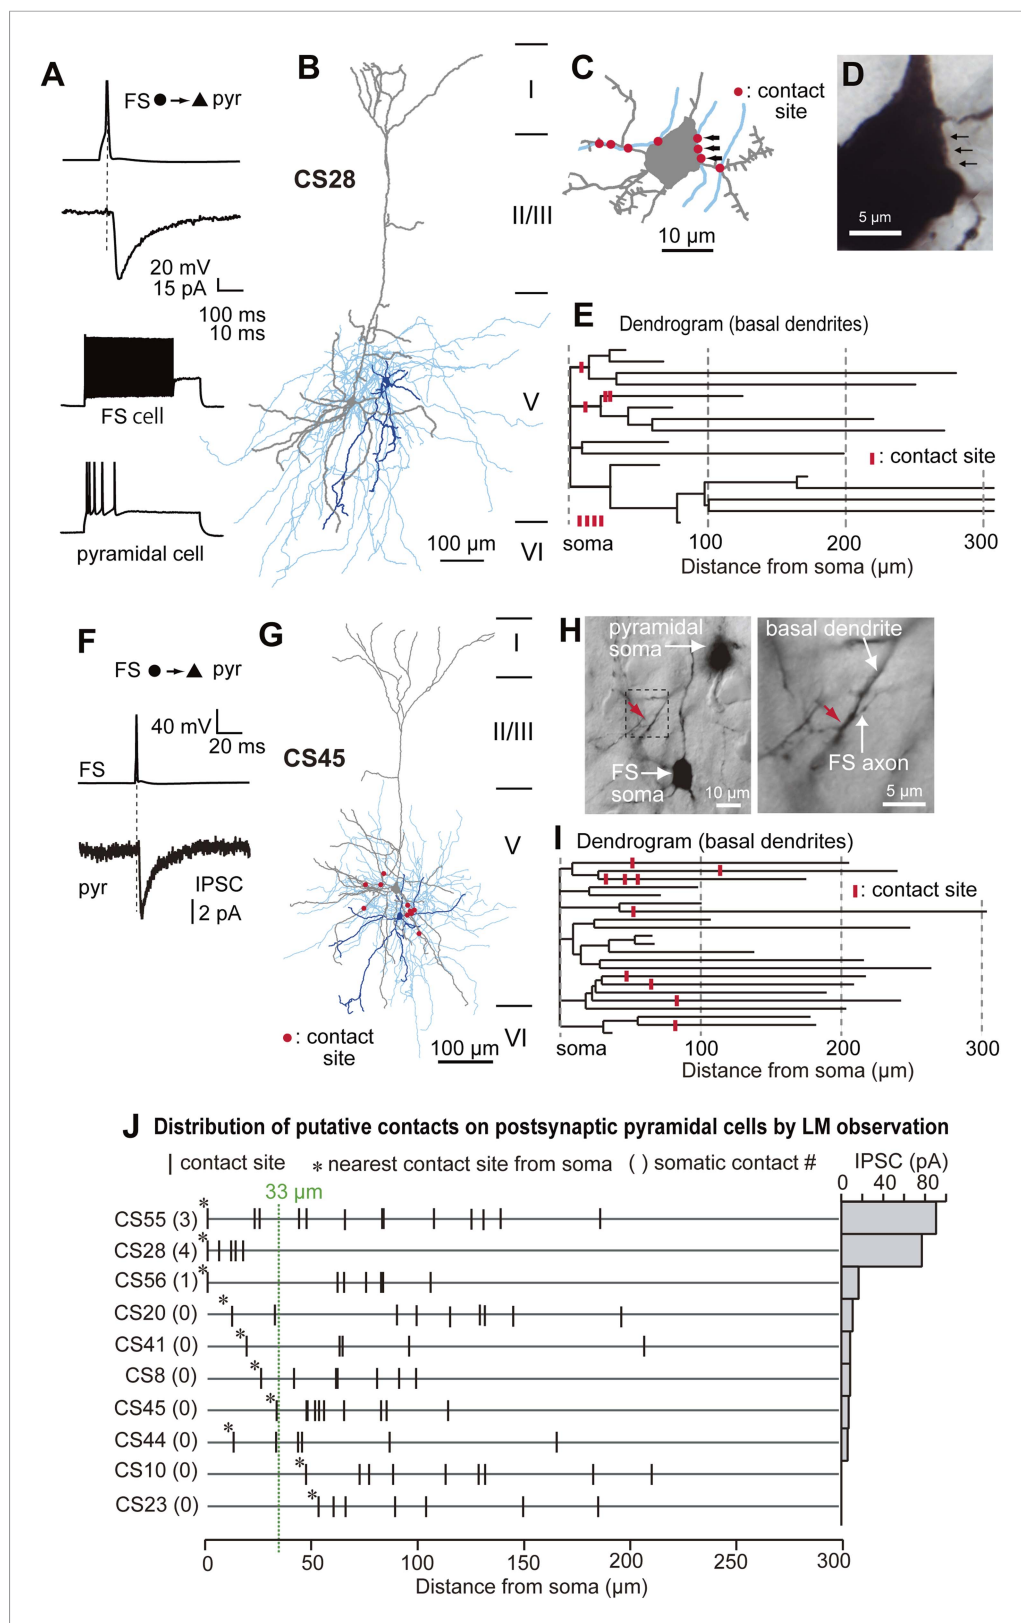 A
FS ● → ▲ pyr
20 mV
15 pA
100 ms
10 ms
FS cell
pyramidal cell
B
CS28
100 µm
I
II/III
V
VI
C
: contact
site
10 µm
D
5 µm
E
Dendrogram (basal dendrites)
: contact site
soma 100 200 300
Distance from soma (µm)
F
FS ● → ▲ pyr
40 mV
20 ms
FS
pyr
IPSC
2 pA
G
CS45
: contact
site
100 µm
I
II/III
V
VI
H
pyramidal
soma
FS
soma
10 µm
basal dendrite
FS axon
5 µm
I
Dendrogram (basal dendrites)
: contact site
soma 100 200 300
Distance from soma (µm)
J Distribution of putative contacts on postsynaptic pyramidal cells by LM observation
| contact site * nearest contact site from soma ( ) somatic contact # IPSC (pA)
0 40 80
33 µm
* CS55 (3)
* CS28 (4)
* CS56 (1)
* CS20 (0)
* CS41 (0)
* CS8 (0)
* CS45 (0)
* CS44 (0)
* CS10 (0)
* CS23 (0)
0 50 100 150 200 250 300
Distance from soma (µm)